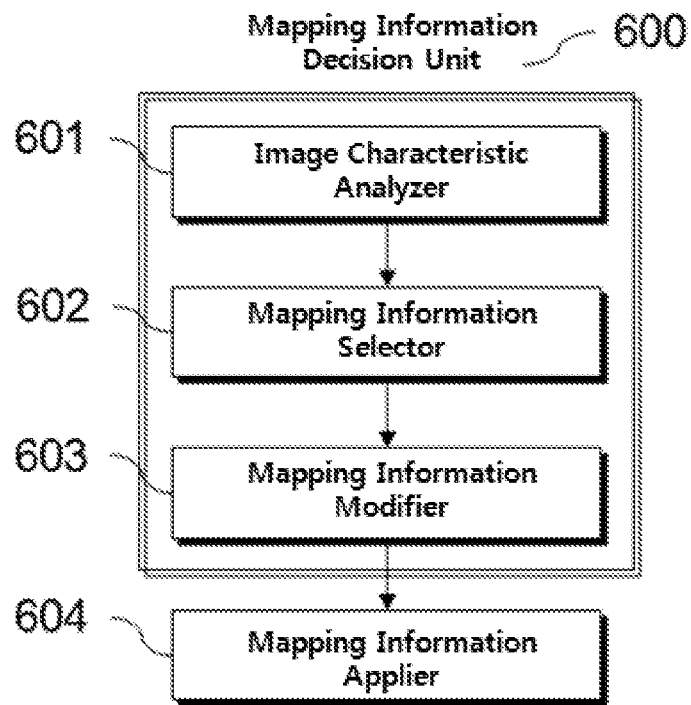 Mapping Information
Decision Unit
600
601
Image Characteristic
Analyzer
602
Mapping Information
Selector
603
Mapping Information
Modifier
604
Mapping Information
Applier